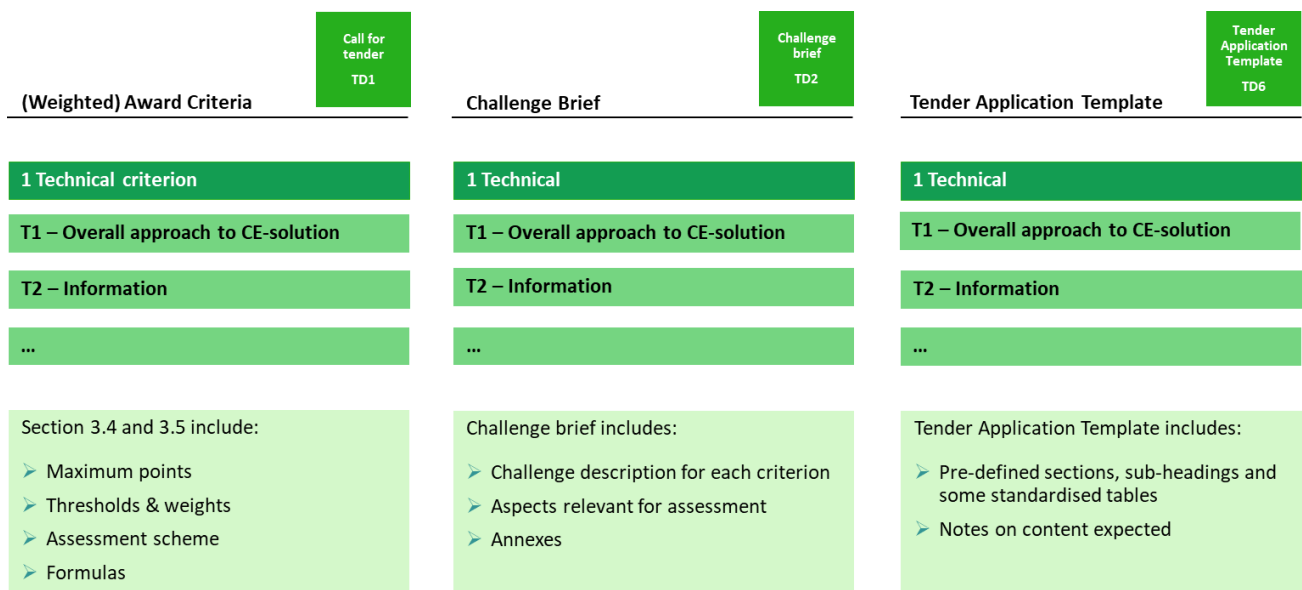 Call for
tender
TD1
(Weighted) Award Criteria
1 Technical criterion
T1 – Overall approach to CE-solution
T2 – Information
...
Section 3.4 and 3.5 include:
Maximum points
Thresholds & weights
Assessment scheme
Formulas
Challenge
brief
TD2
Challenge Brief
1 Technical
T1 – Overall approach to CE-solution
T2 – Information
...
Challenge brief includes:
Challenge description for each criterion
Aspects relevant for assessment
Annexes
Tender
Application
Template
TD6
Tender Application Template
1 Technical
T1 – Overall approach to CE-solution
T2 – Information
...
Tender Application Template includes:
Pre-defined sections, sub-headings and
some standardised tables
Notes on content expected